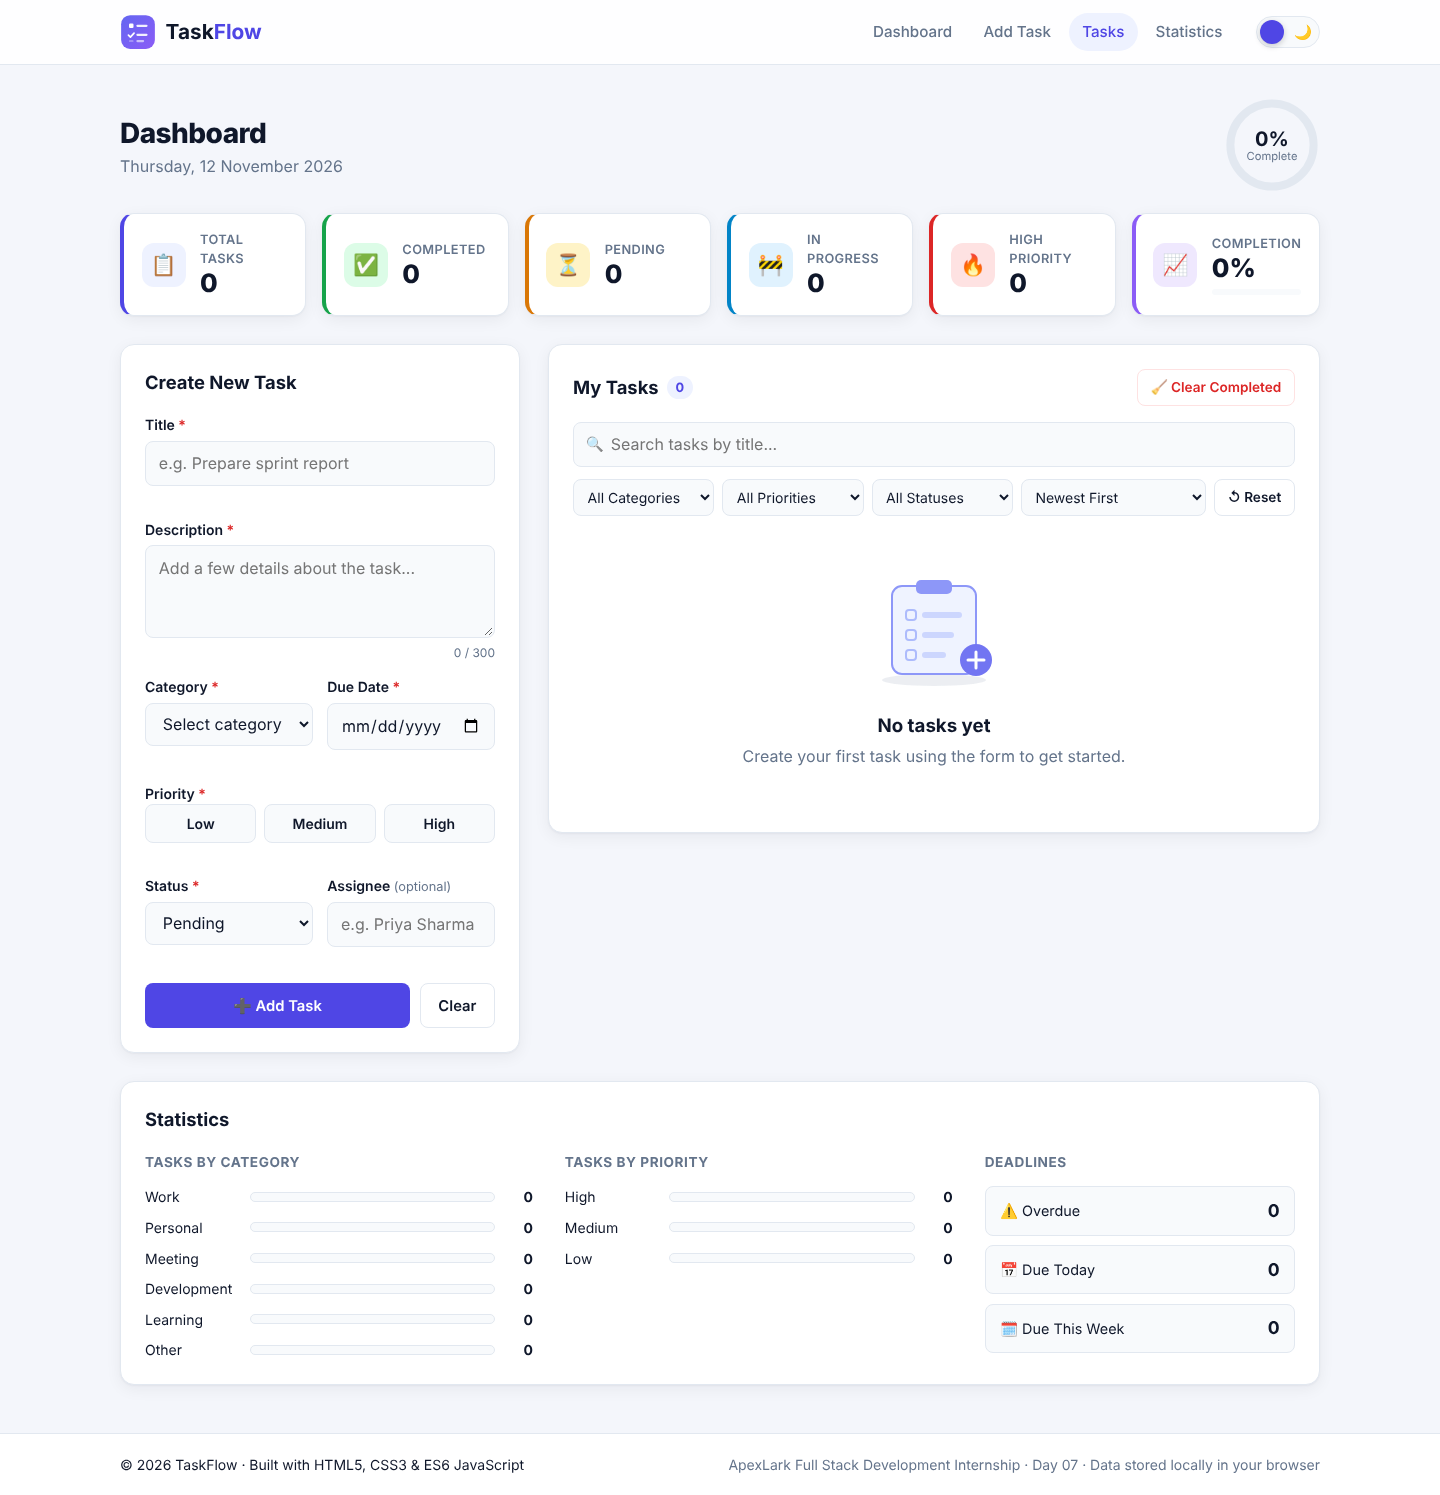 TaskFlow
Dashboard
Add Task
Tasks
Statistics
Dashboard
Thursday, 12 November 2026
0%
Complete
TOTAL
TASKS
0
COMPLETED
0
PENDING
0
IN
PROGRESS
0
HIGH
PRIORITY
0
COMPLETION
0%
Create New Task
Title *
e.g. Prepare sprint report
Description *
Add a few details about the task...
0 / 300
Category *
Due Date *
Select category
mm/dd/yyyy
Priority *
Low
Medium
High
Status *
Assignee (optional)
Pending
e.g. Priya Sharma
➕ Add Task
Clear
My Tasks 0
🧹 Clear Completed
🔍 Search tasks by title...
All Categories
All Priorities
All Statuses
Newest First
↺ Reset
No tasks yet
Create your first task using the form to get started.
Statistics
TASKS BY CATEGORY
Work 0
Personal 0
Meeting 0
Development 0
Learning 0
Other 0
TASKS BY PRIORITY
High 0
Medium 0
Low 0
DEADLINES
⚠️ Overdue 0
📅 Due Today 0
🗓️ Due This Week 0
© 2026 TaskFlow · Built with HTML5, CSS3 & ES6 JavaScript
ApexLark Full Stack Development Internship · Day 07 · Data stored locally in your browser